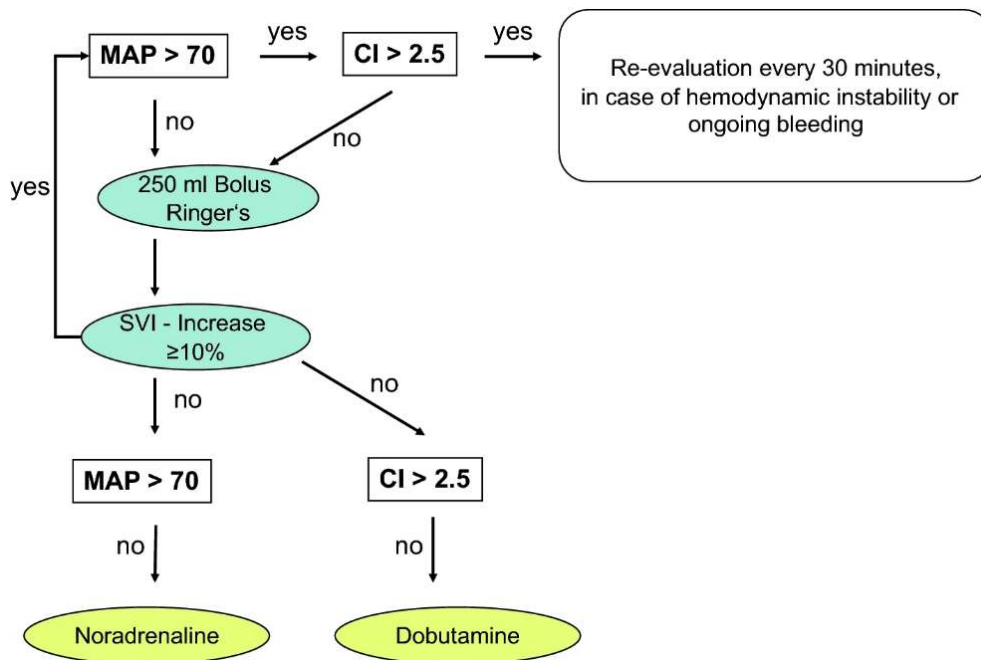 MAP > 70
yes
CI > 2.5
yes
Re-evaluation every 30 minutes,
in case of hemodynamic instability or
ongoing bleeding
no
no
yes
250 ml Bolus
Ringer‘s
SVI - Increase
≥10%
no
no
MAP > 70
CI > 2.5
no
no
Noradrenaline
Dobutamine